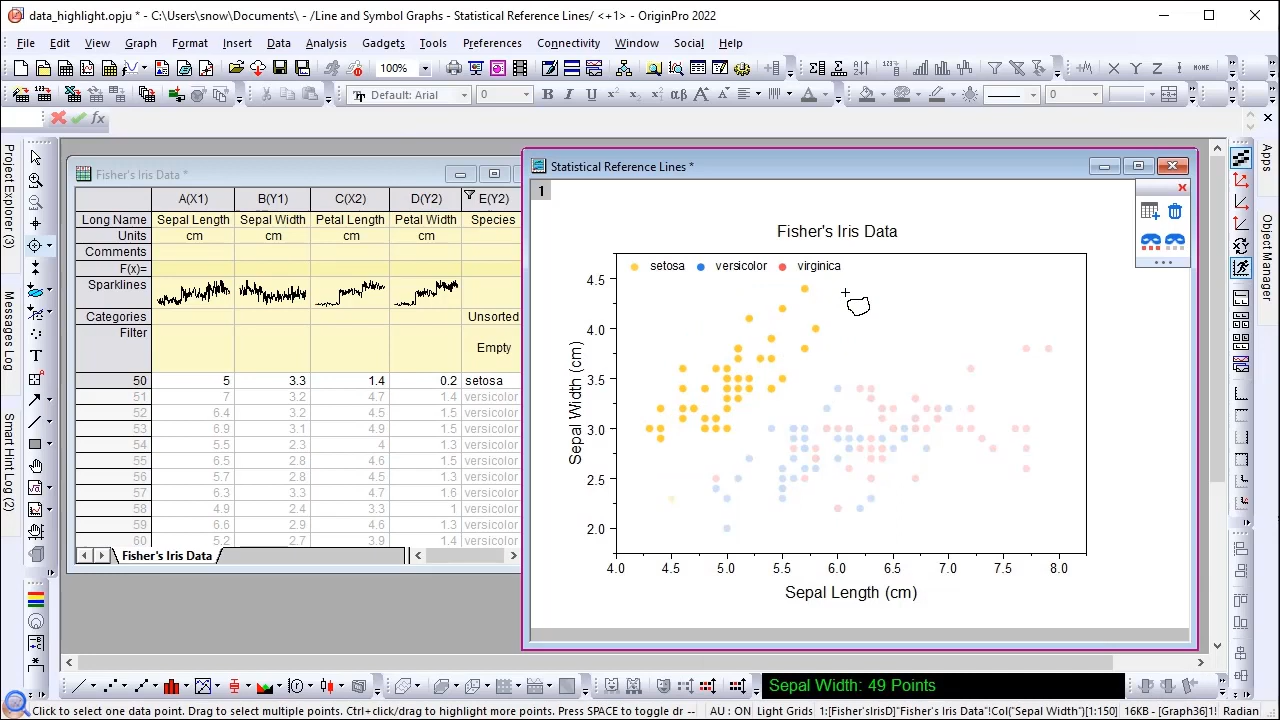 data_highlight.opju * - C:\Users\snow\Documents\ - /Line and Symbol Graphs - Statistical Reference Lines/ <+1> - OriginPro 2022
File Edit View Graph Format Insert Data Analysis Gadgets Tools Preferences Connectivity Window Social Help
100%
Default: Arial 0 B I U αβ A A A 0
fx
Project Explorer (3)
Messages Log
Smart Hint Log (2)
Apps
Object Manager
Fisher's Iris Data *
A(X1) B(Y1) C(X2) D(Y2) E(Y2)
Long Name Sepal Length Sepal Width Petal Length Petal Width Species
Units cm cm cm cm
Comments
F(x)=
Sparklines
Categories Unsorted
Filter Empty
50 5 3.3 1.4 0.2 setosa
51 7 3.2 4.7 1.4 versicolor
52 6.4 3.2 4.5 1.5 versicolor
53 6.9 3.1 4.9 1.5 versicolor
54 5.5 2.3 4 1.3 versicolor
55 6.5 2.8 4.6 1.5 versicolor
56 5.7 2.8 4.5 1.3 versicolor
57 6.3 3.3 4.7 1.6 versicolor
58 4.9 2.4 3.3 1 versicolor
59 6.6 2.9 4.6 1.3 versicolor
60 5.2 2.7 3.9 1.4 versicolor
Fisher's Iris Data
Statistical Reference Lines *
1
Fisher's Iris Data
setosa versicolor virginica
4.5
4.0
3.5
3.0
2.5
2.0
Sepal Width (cm)
4.0 4.5 5.0 5.5 6.0 6.5 7.0 7.5 8.0
Sepal Length (cm)
Sepal Width: 49 Points
Click to select one data point. Drag to select multiple points. Ctrl+click/drag to highlight more points. Press SPACE to toggle dr -- AU : ON Light Grids 1:[Fisher'sIrisD]"Fisher's Iris Data"!Col("Sepal Width")[1:150] 16KB - [Graph36]1! Radian